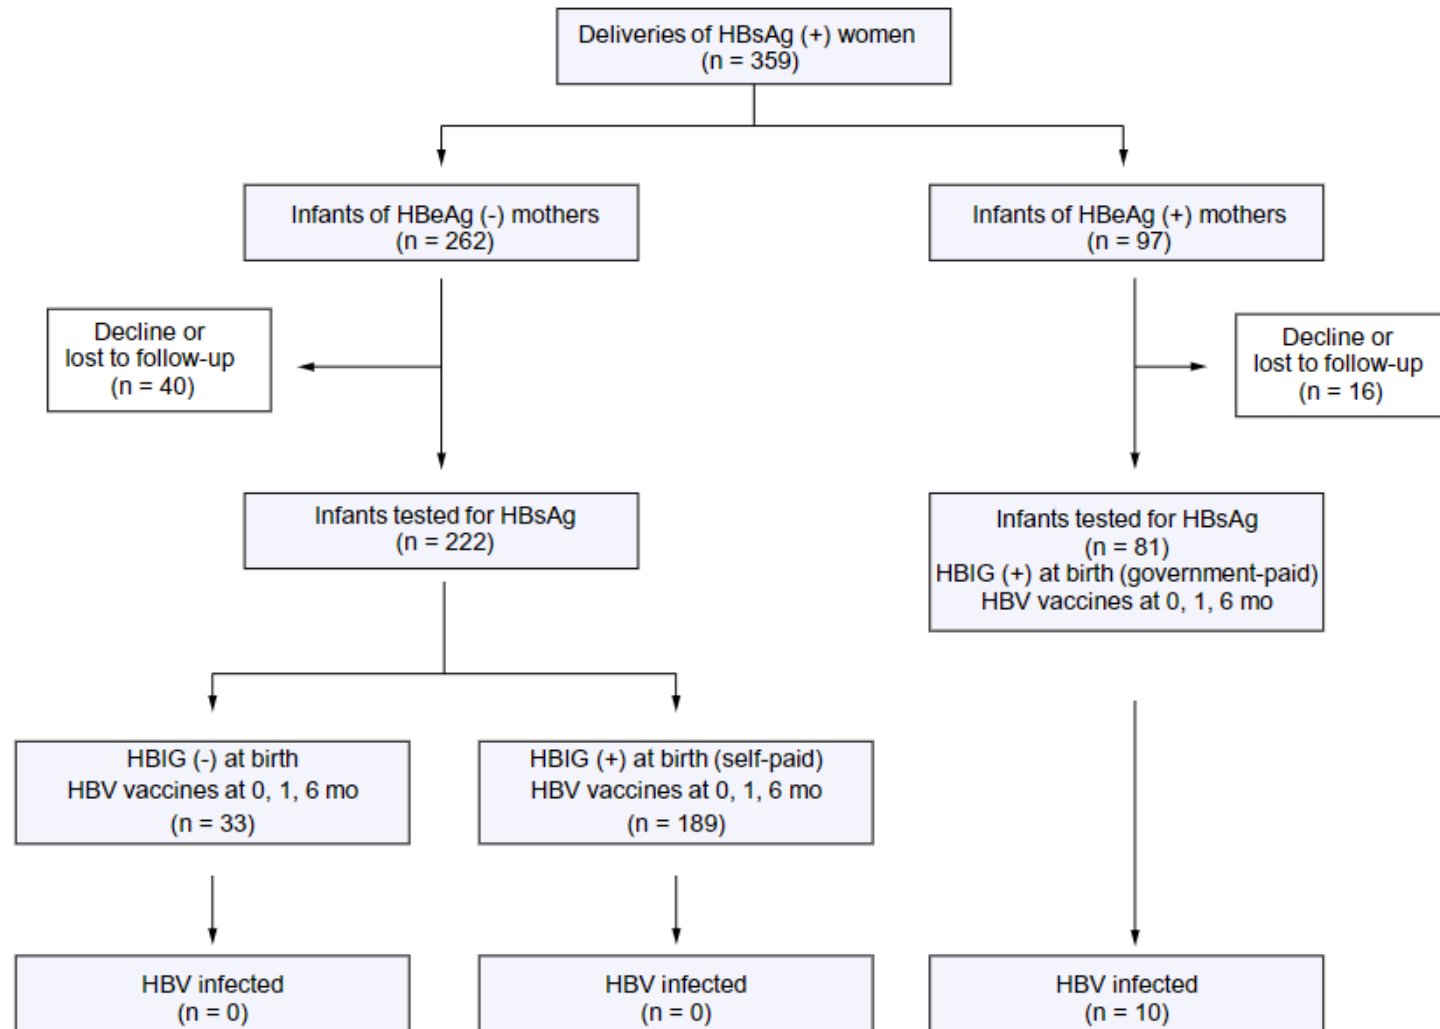 Deliveries of HBsAg (+) women
(n = 359)
Infants of HBeAg (-) mothers
(n = 262)
Infants of HBeAg (+) mothers
(n = 97)
Decline or
lost to follow-up
(n = 40)
Decline or
lost to follow-up
(n = 16)
Infants tested for HBsAg
(n = 222)
Infants tested for HBsAg
(n = 81)
HBIG (+) at birth (government-paid)
HBV vaccines at 0, 1, 6 mo
HBIG (-) at birth
HBV vaccines at 0, 1, 6 mo
(n = 33)
HBIG (+) at birth (self-paid)
HBV vaccines at 0, 1, 6 mo
(n = 189)
HBV infected
(n = 0)
HBV infected
(n = 0)
HBV infected
(n = 10)